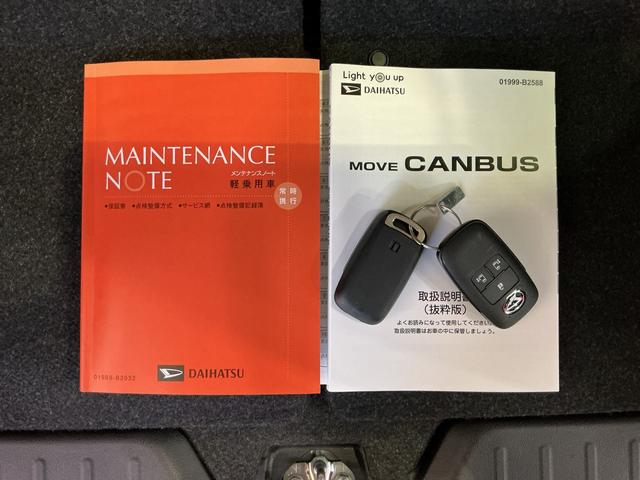 MAINTENANCE
NOTE
メンテナンスノート
軽乗用車
常時
携行
●保証書 ●点検整備方式 ●サービス網 ●点検整備記録簿
01999-B2032
DAIHATSU
Light you up
DAIHATSU
01999-B2588
MOVE CANBUS
取扱説明書
（抜粋版）
よくお読みになって使用してください。
取扱説明書はお車の中に保管しましょう。